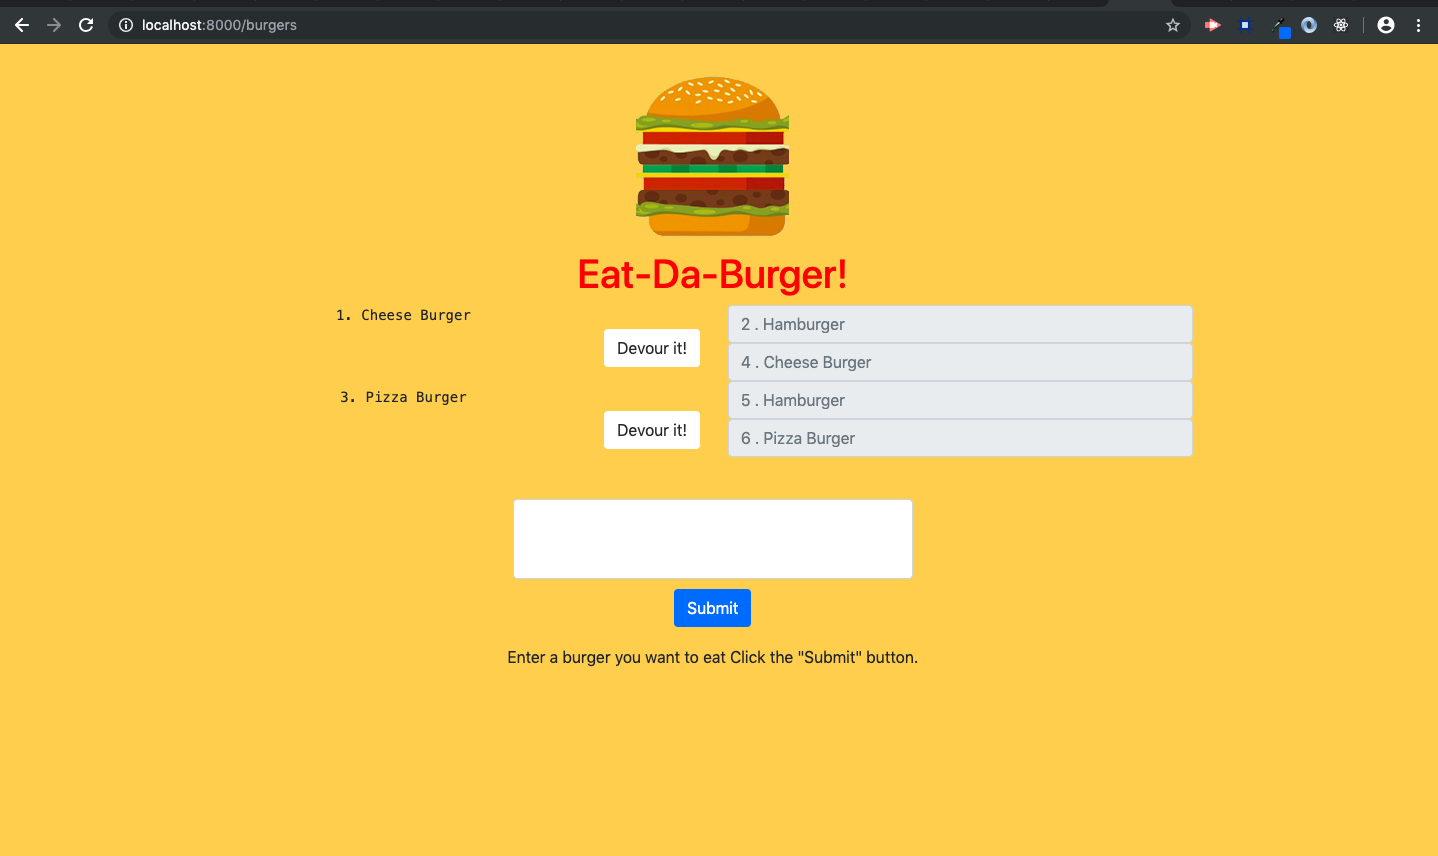 localhost:8000/burgers
Eat-Da-Burger!
1. Cheese Burger
Devour it!
3. Pizza Burger
Devour it!
2 . Hamburger
4 . Cheese Burger
5 . Hamburger
6 . Pizza Burger
Submit
Enter a burger you want to eat Click the "Submit" button.